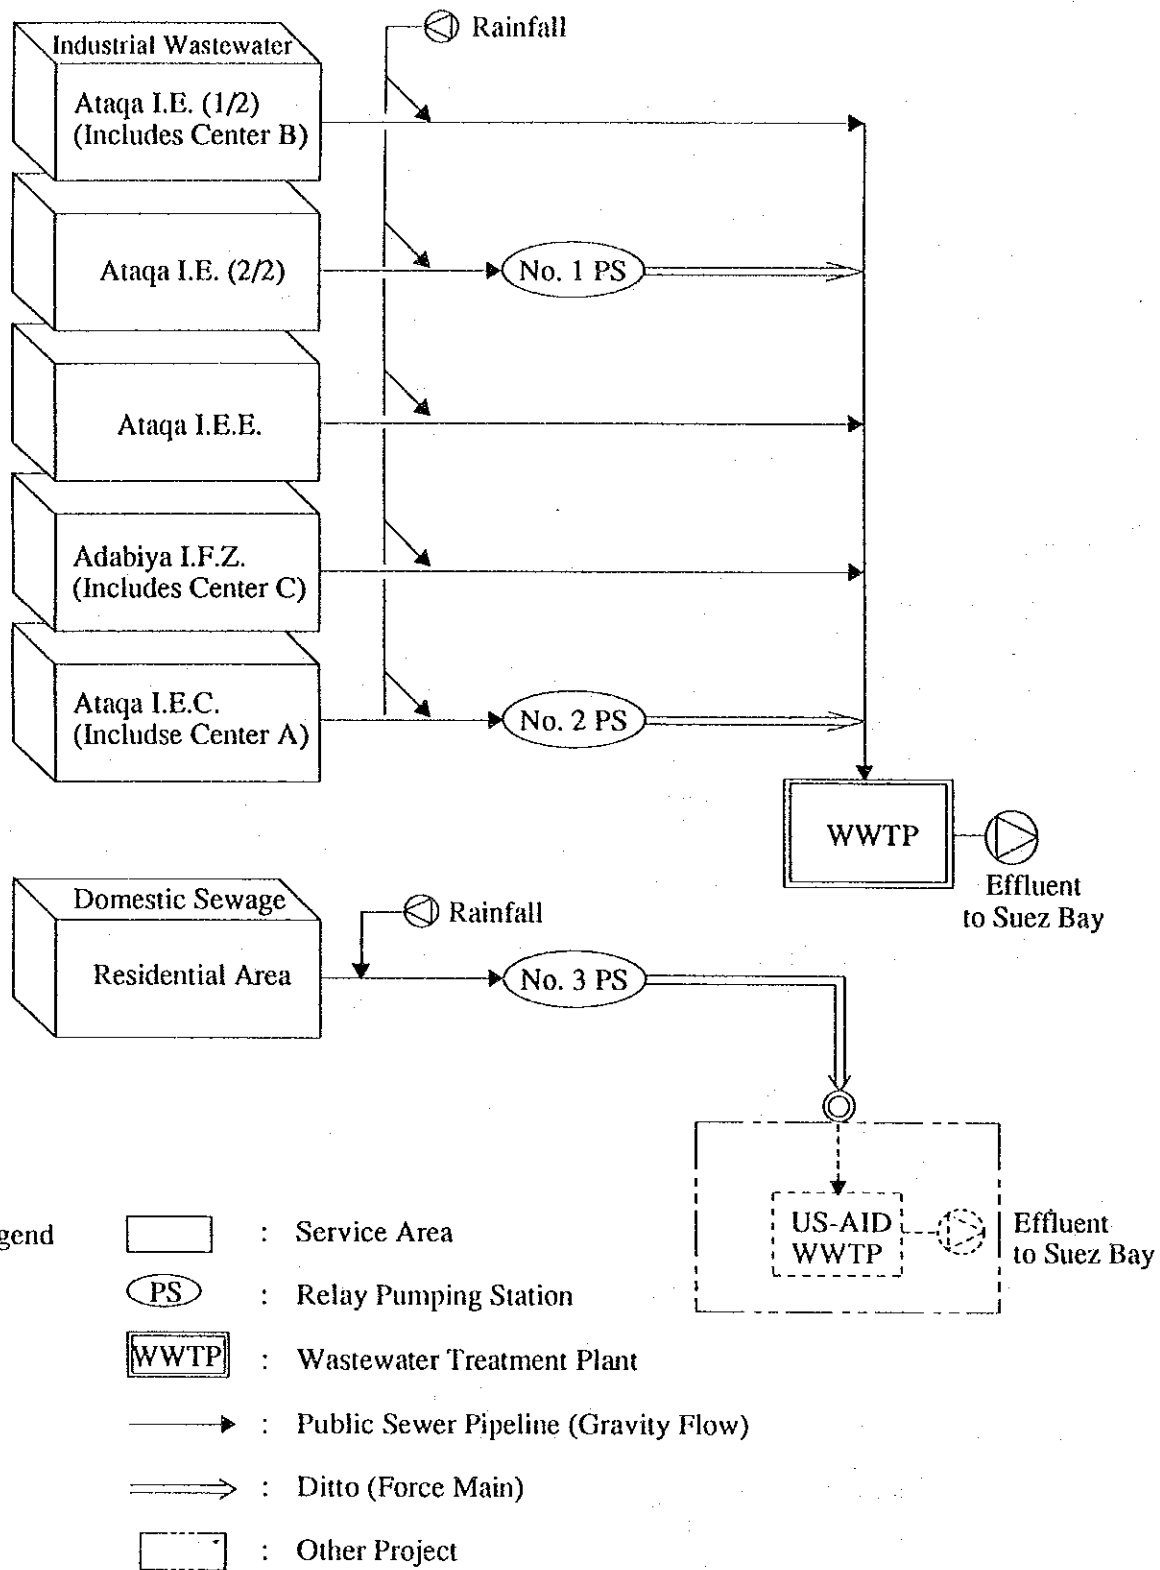 Rainfall
Industrial Wastewater
Ataqa I.E. (1/2)
(Includes Center B)
Ataqa I.E. (2/2)
No. 1 PS
Ataqa I.E.E.
Adabiya I.F.Z.
(Includes Center C)
Ataqa I.E.C.
(Includse Center A)
No. 2 PS
WWTP
Effluent
to Suez Bay
Domestic Sewage
Rainfall
Residential Area
No. 3 PS
US-AID
WWTP
Effluent
to Suez Bay
gend
: Service Area
PS : Relay Pumping Station
WWTP : Wastewater Treatment Plant
: Public Sewer Pipeline (Gravity Flow)
: Ditto (Force Main)
: Other Project